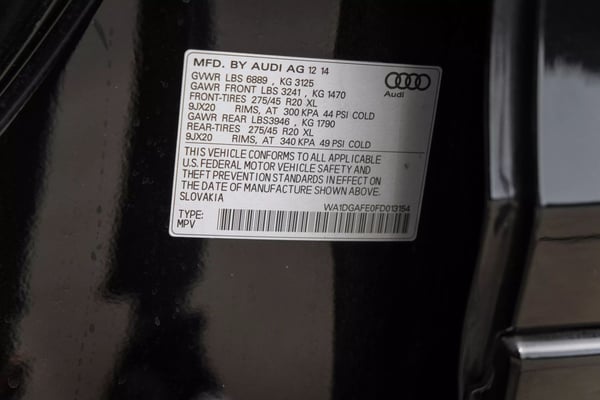 MFD. BY AUDI AG 12 14
GVWR LBS 6889 , KG 3125
GAWR FRONT LBS 3241 , KG 1470
FRONT-TIRES 275/45 R20 XL
9JX20 RIMS, AT 300 KPA 44 PSI COLD
GAWR REAR LBS3946 , KG 1790
REAR-TIRES 275/45 R20 XL
9JX20 RIMS, AT 340 KPA 49 PSI COLD
Audi
THIS VEHICLE CONFORMS TO ALL APPLICABLE
U.S. FEDERAL MOTOR VEHICLE SAFETY AND
THEFT PREVENTION STANDARDS IN EFFECT ON
THE DATE OF MANUFACTURE SHOWN ABOVE.
SLOVAKIA
WA1DGAFE0FD013154
TYPE:
MPV